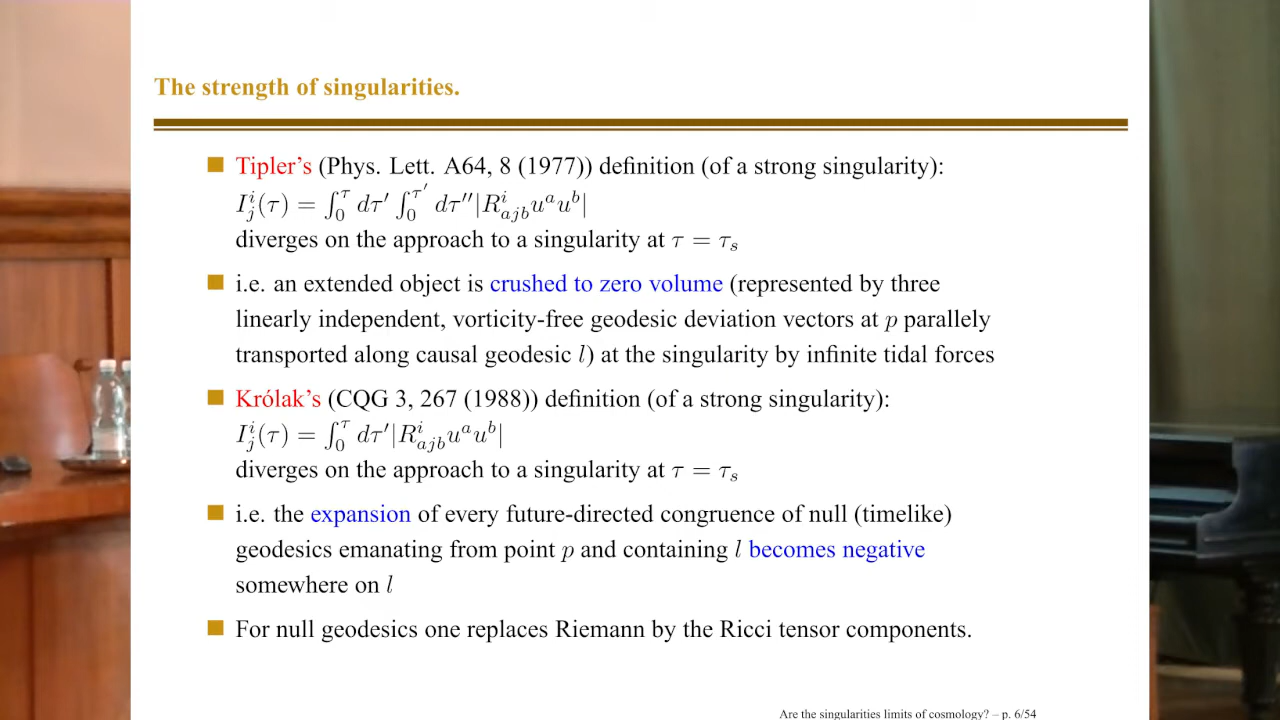 The strength of singularities.
Tipler's (Phys. Lett. A64, 8 (1977)) definition (of a strong singularity):
I^i_j(τ) = ∫_0^τ dτ′ ∫_0^{τ′} dτ″|R^i_{ajb}u^a u^b|
diverges on the approach to a singularity at τ = τ_s
i.e. an extended object is crushed to zero volume (represented by three
linearly independent, vorticity-free geodesic deviation vectors at p parallely
transported along causal geodesic l) at the singularity by infinite tidal forces
Królak's (CQG 3, 267 (1988)) definition (of a strong singularity):
I^i_j(τ) = ∫_0^τ dτ′|R^i_{ajb}u^a u^b|
diverges on the approach to a singularity at τ = τ_s
i.e. the expansion of every future-directed congruence of null (timelike)
geodesics emanating from point p and containing l becomes negative
somewhere on l
For null geodesics one replaces Riemann by the Ricci tensor components.
Are the singularities limits of cosmology? – p. 6/54